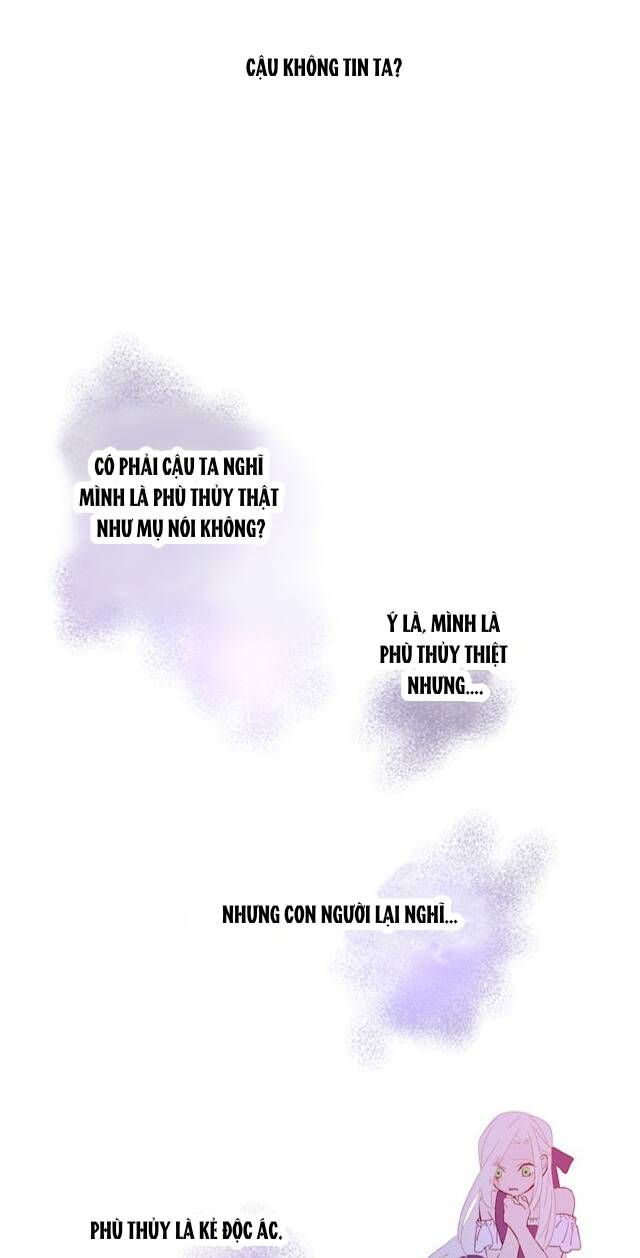 CẬU KHÔNG TIN TA?
CÓ PHẢI CẬU TA NGHĨ
MÌNH LÀ PHÙ THỦY THẬT
NHƯ MỤ NÓI KHÔNG?
Ý LÀ, MÌNH LÀ
PHÙ THỦY THIỆT
NHƯNG....
NHƯNG CON NGƯỜI LẠI NGHĨ...
PHÙ THỦY LÀ KẺ ĐỘC ÁC.